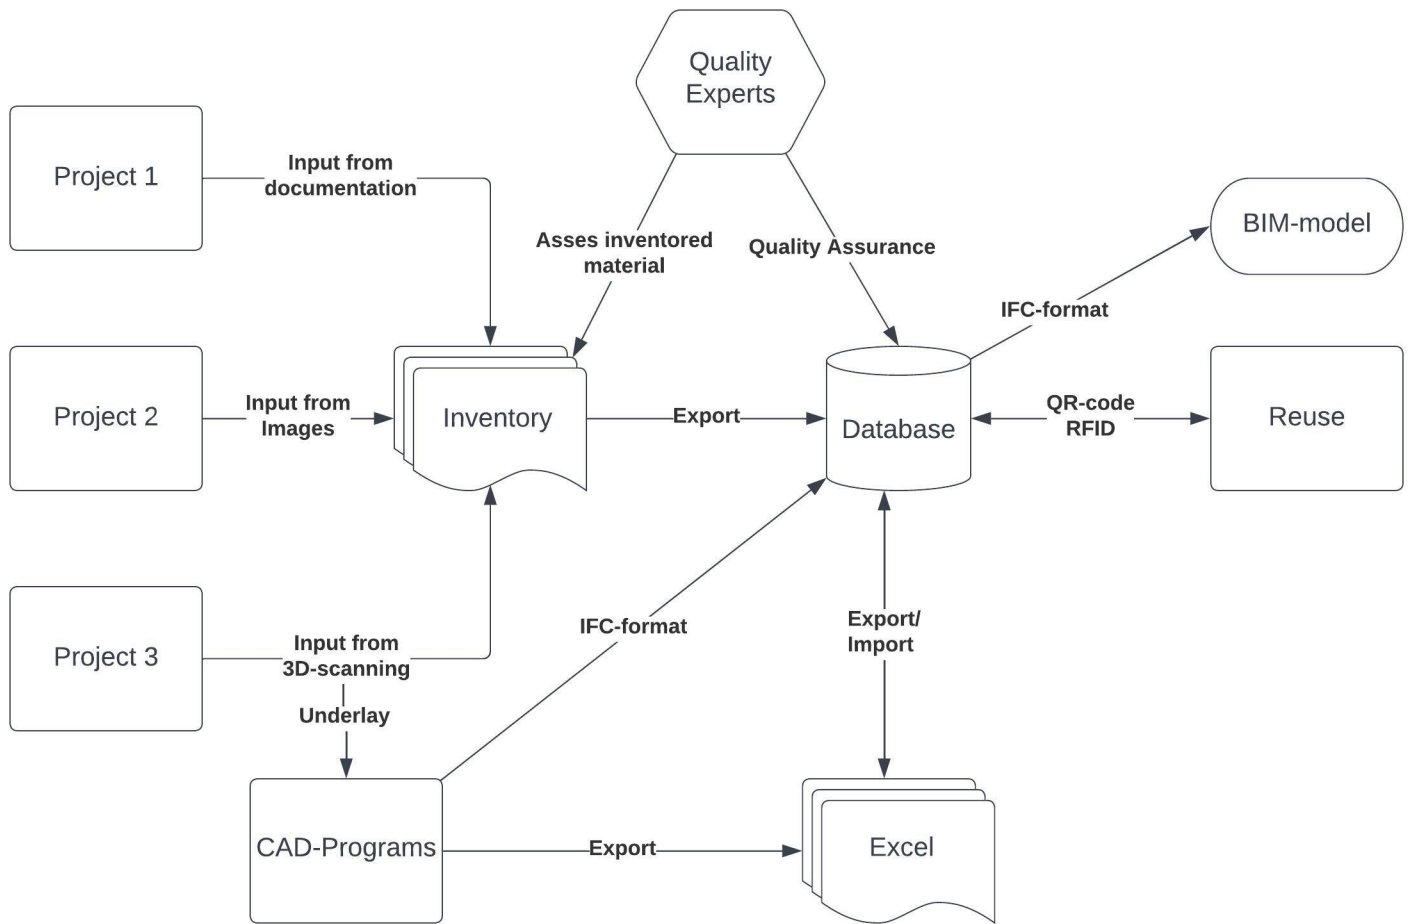 Quality
Experts
Project 1
Input from
documentation
Asses inventored
material
Quality Assurance
BIM-model
IFC-format
Project 2
Input from
Images
Inventory
Export
Database
QR-code
RFID
Reuse
Project 3
Input from
3D-scanning
Underlay
IFC-format
Export/
Import
CAD-Programs
Export
Excel